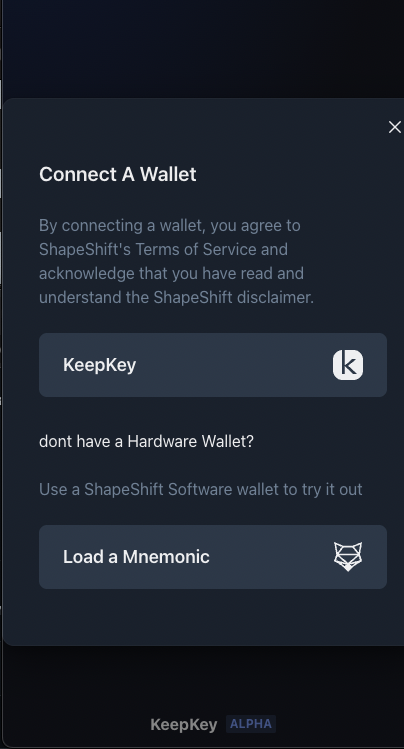 Connect A Wallet
By connecting a wallet, you agree to
ShapeShift's Terms of Service and
acknowledge that you have read and
understand the ShapeShift disclaimer.
KeepKey
dont have a Hardware Wallet?
Use a ShapeShift Software wallet to try it out
Load a Mnemonic
KeepKey ALPHA